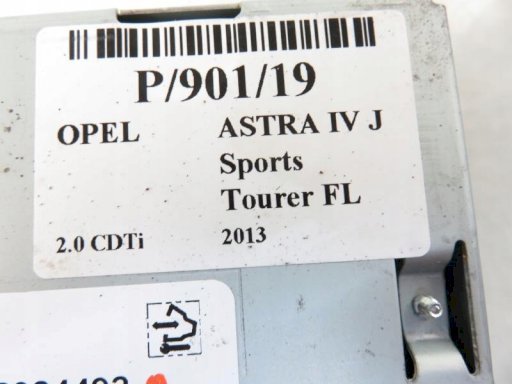 P/901/19
OPEL ASTRA IV J
Sports
Tourer FL
2.0 CDTi 2013